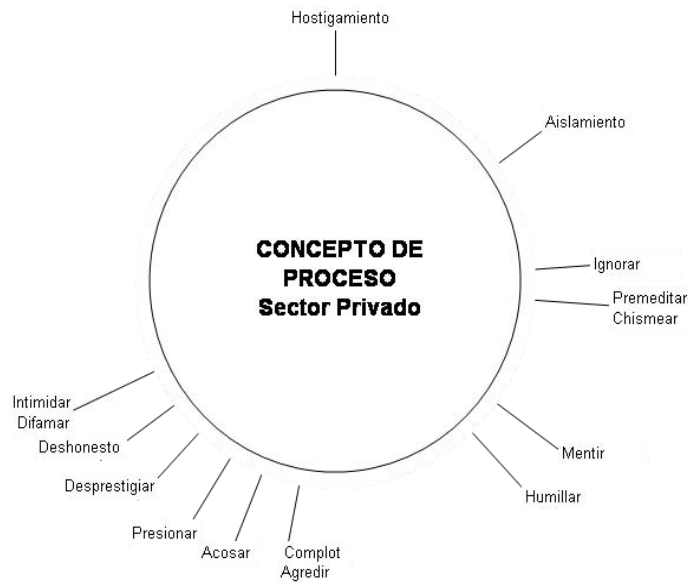 Hostigamiento
Aislamiento
CONCEPTO DE
PROCESO
Sector Privado
Ignorar
Premeditar
Chismear
Mentir
Humillar
Complot
Agredir
Acosar
Presionar
Desprestigiar
Deshonesto
Intimidar
Difamar